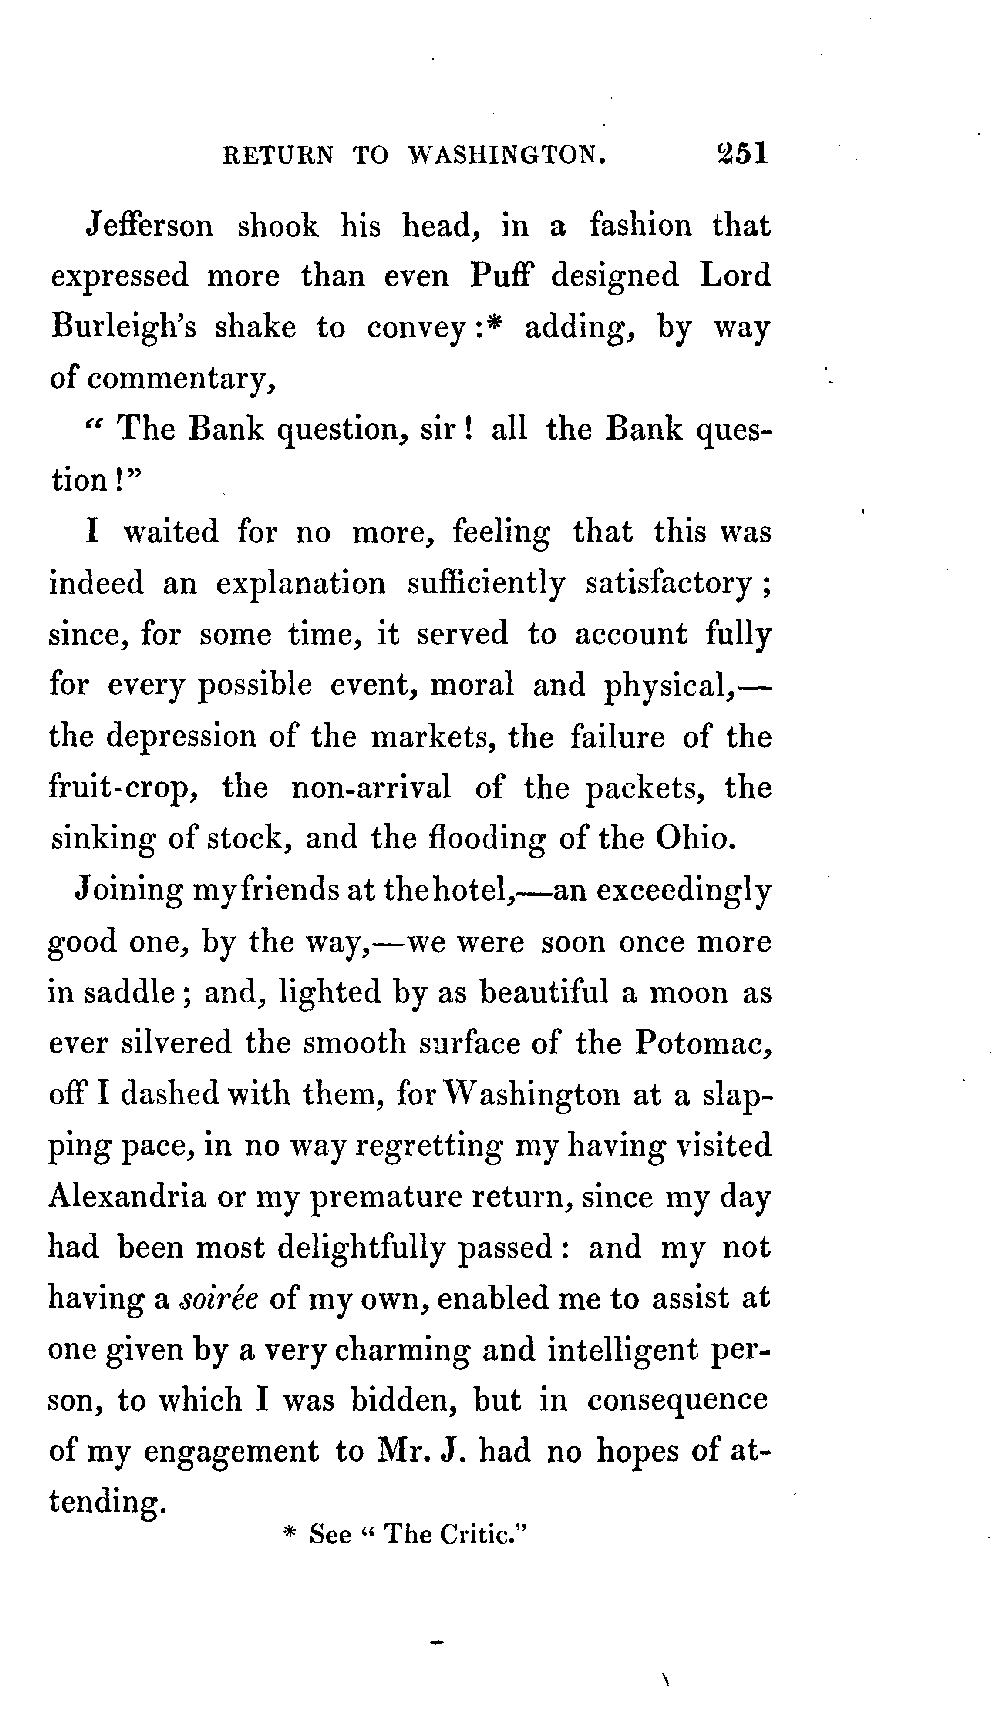 RETURN TO WASHINGTON. 251
Jefferson shook his head, in a fashion that
expressed more than even Puff designed Lord
Burleigh's shake to convey :* adding, by way
of commentary,
" The Bank question, sir ! all the Bank ques-
tion !"
I waited for no more, feeling that this was
indeed an explanation sufficiently satisfactory ;
since, for some time, it served to account fully
for every possible event, moral and physical,—
the depression of the markets, the failure of the
fruit-crop, the non-arrival of the packets, the
sinking of stock, and the flooding of the Ohio.
Joining my friends at the hotel,—an exceedingly
good one, by the way,—we were soon once more
in saddle ; and, lighted by as beautiful a moon as
ever silvered the smooth surface of the Potomac,
off I dashed with them, for Washington at a slap-
ping pace, in no way regretting my having visited
Alexandria or my premature return, since my day
had been most delightfully passed : and my not
having a soirée of my own, enabled me to assist at
one given by a very charming and intelligent per-
son, to which I was bidden, but in consequence
of my engagement to Mr. J. had no hopes of at-
tending.
* See " The Critic."